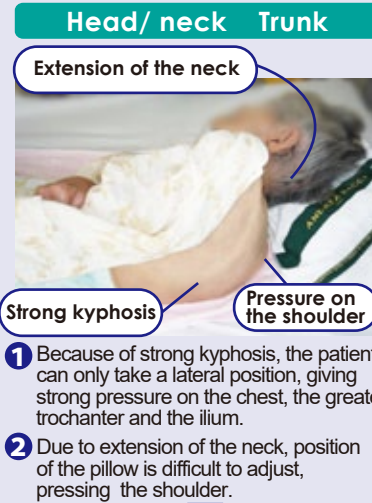 Head/ neck Trunk
Extension of the neck
Strong kyphosis
Pressure on
the shoulder
1 Because of strong kyphosis, the patient
can only take a lateral position, giving
strong pressure on the chest, the greate
trochanter and the ilium.
2 Due to extension of the neck, position
of the pillow is difficult to adjust,
pressing the shoulder.